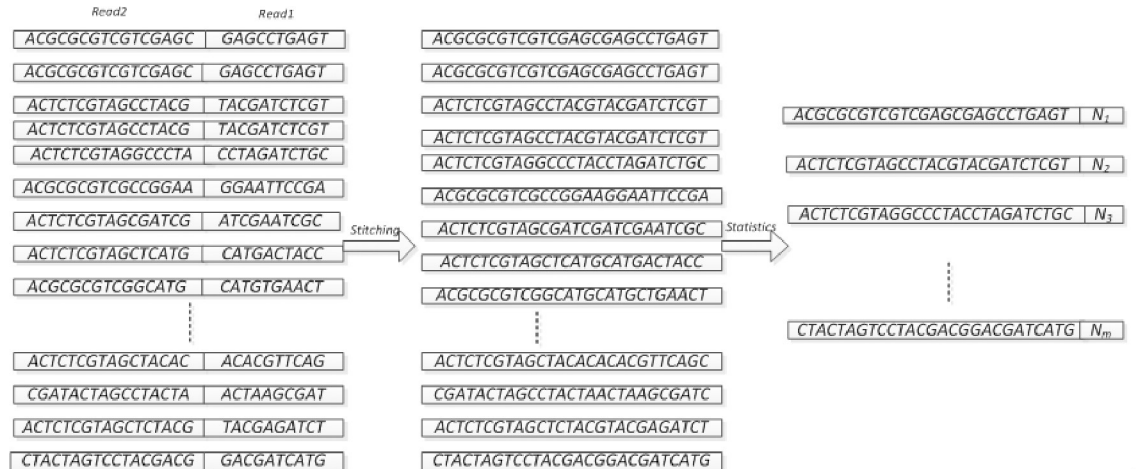 Read2 Read1
ACGCGCGTCGTCGAGC GAGCCTGAGT
ACGCGCGTCGTCGAGC GAGCCTGAGT
ACTCTCGTAGCCTACG TACGATCTCGT
ACTCTCGTAGCCTACG TACGATCTCGT
ACTCTCGTAGGCCCTA CCTAGATCTGC
ACGCGCGTCGCCGGAA GGAATTCCGA
ACTCTCGTAGCGATCG ATCGAATCGC
ACTCTCGTAGCTCATG CATGACTACC
ACGCGCGTCGGCATG CATGTGAACT
ACTCTCGTAGCTACAC ACACGTTCAG
CGATACTAGCCTACTA ACTAAGCGAT
ACTCTCGTAGCTCTACG TACGAGATCT
CTACTAGTCCTACGACG GACGATCATG
Stitching
ACGCGCGTCGTCGAGCGAGCCTGAGT
ACGCGCGTCGTCGAGCGAGCCTGAGT
ACTCTCGTAGCCTACGTACGATCTCGT
ACTCTCGTAGCCTACGTACGATCTCGT
ACTCTCGTAGGCCCTACCTAGATCTGC
ACGCGCGTCGCCGGAAGGAATTCCGA
ACTCTCGTAGCGATCGATCGAATCGC
ACTCTCGTAGCTCATGCATGACTACC
ACGCGCGTCGGCATGCATGCTGAACT
ACTCTCGTAGCTACACACACGTTCAGC
CGATACTAGCCTACTAACTAAGCGATC
ACTCTCGTAGCTCTACGTACGAGATCT
CTACTAGTCCTACGACGGACGATCATG
Statistics
ACGCGCGTCGTCGAGCGAGCCTGAGT N1
ACTCTCGTAGCCTACGTACGATCTCGT N2
ACTCTCGTAGGCCCTACCTAGATCTGC N3
CTACTAGTCCTACGACGGACGATCATG Nm